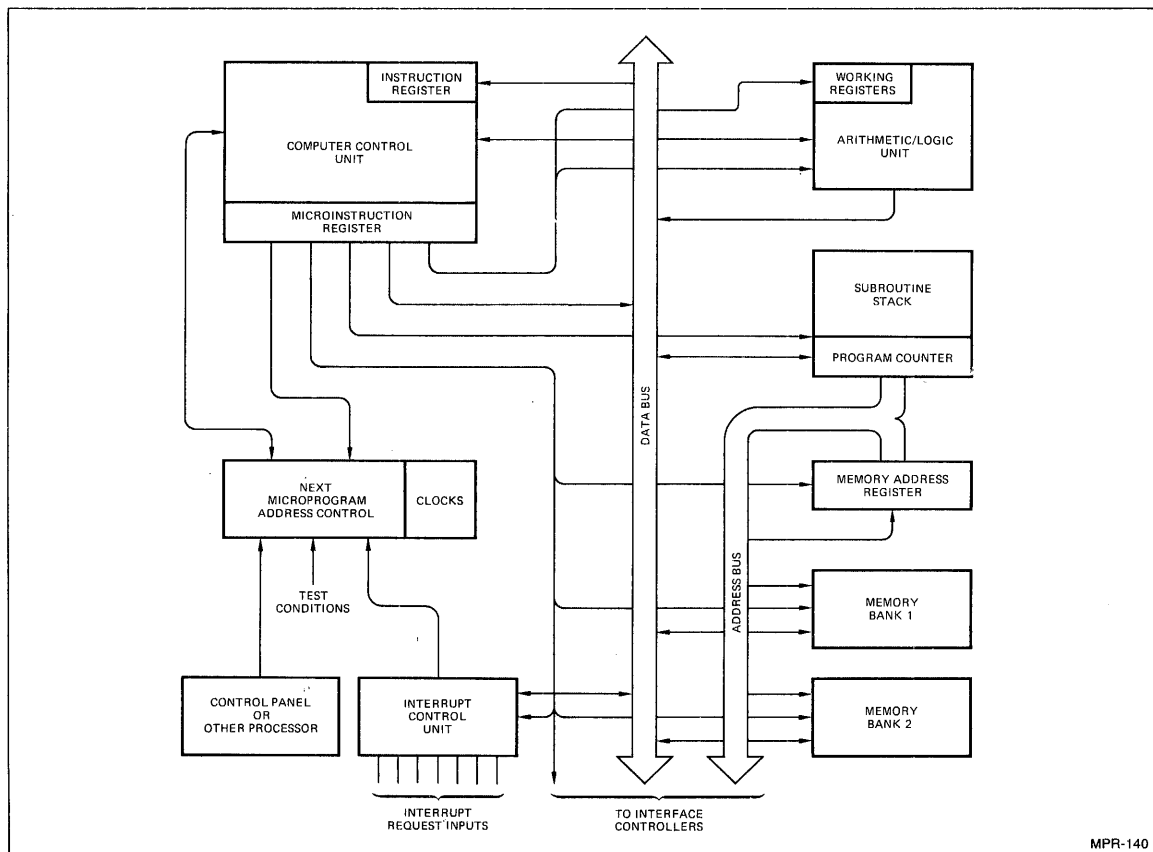 INSTRUCTION
REGISTER
COMPUTER CONTROL
UNIT
MICROINSTRUCTION
REGISTER
WORKING
REGISTERS
ARITHMETIC/LOGIC
UNIT
SUBROUTINE
STACK
PROGRAM COUNTER
DATA BUS
NEXT
MICROPROGRAM
ADDRESS CONTROL
CLOCKS
MEMORY ADDRESS
REGISTER
ADDRESS BUS
TEST
CONDITIONS
MEMORY
BANK 1
CONTROL PANEL
OR
OTHER PROCESSOR
INTERRUPT
CONTROL
UNIT
MEMORY
BANK 2
INTERRUPT
REQUEST INPUTS
TO INTERFACE
CONTROLLERS
MPR-140